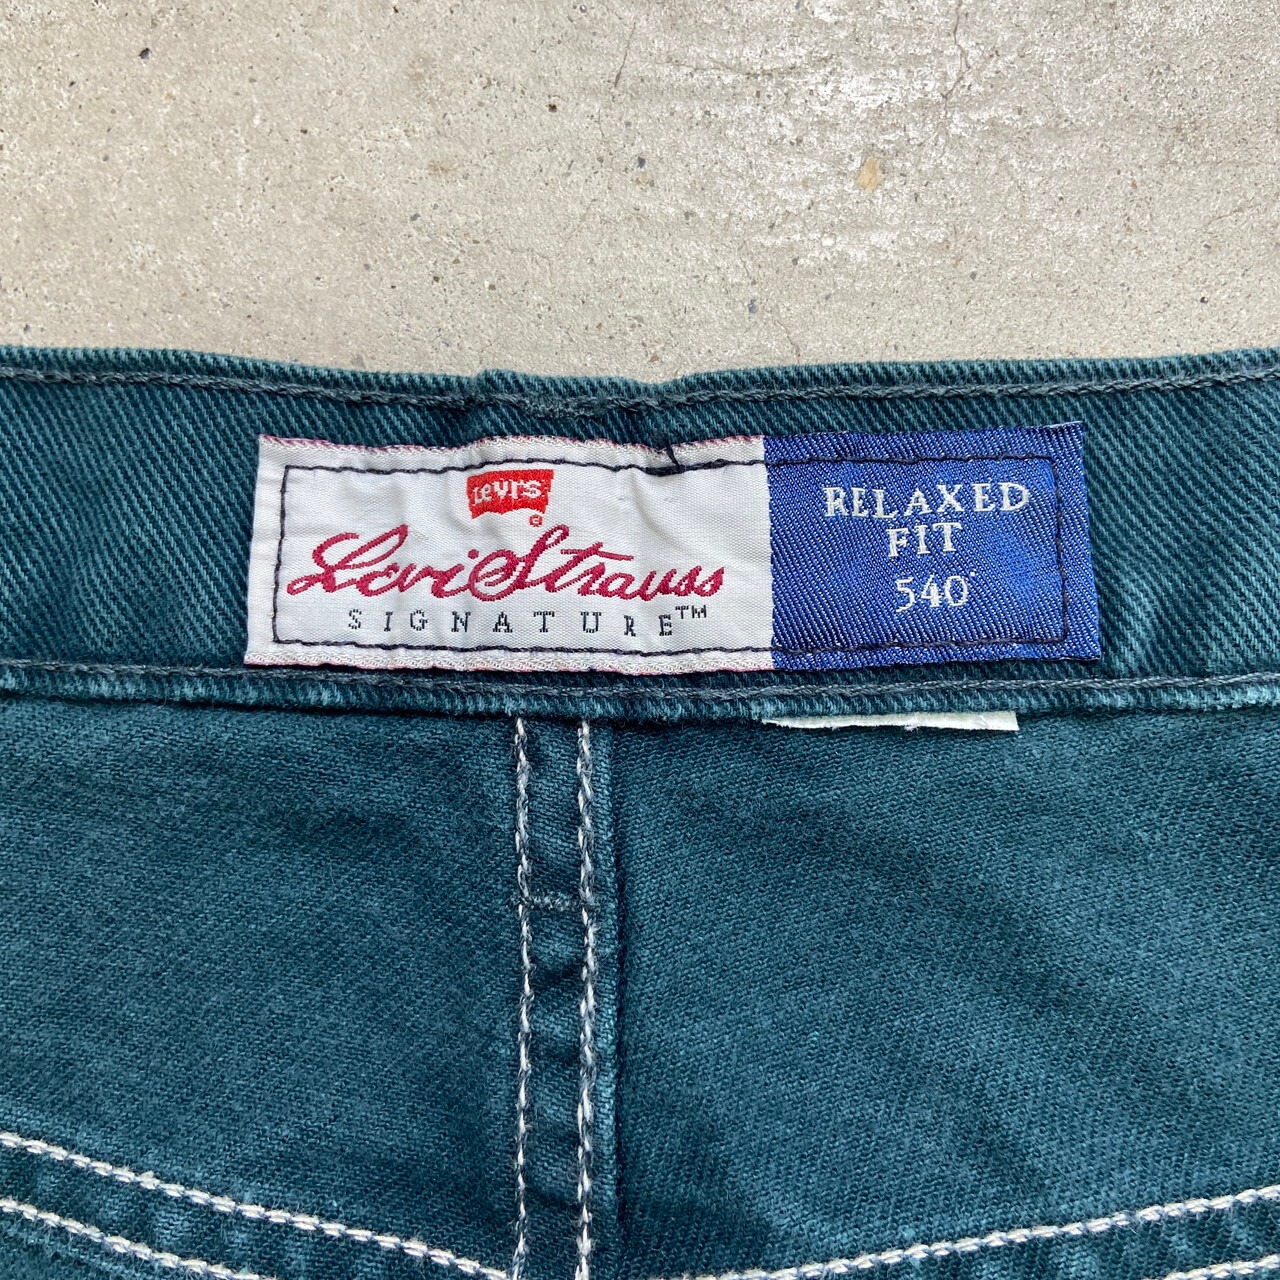 Levi's
Levi Strauss
SIGNATURE™
RELAXED
FIT
540